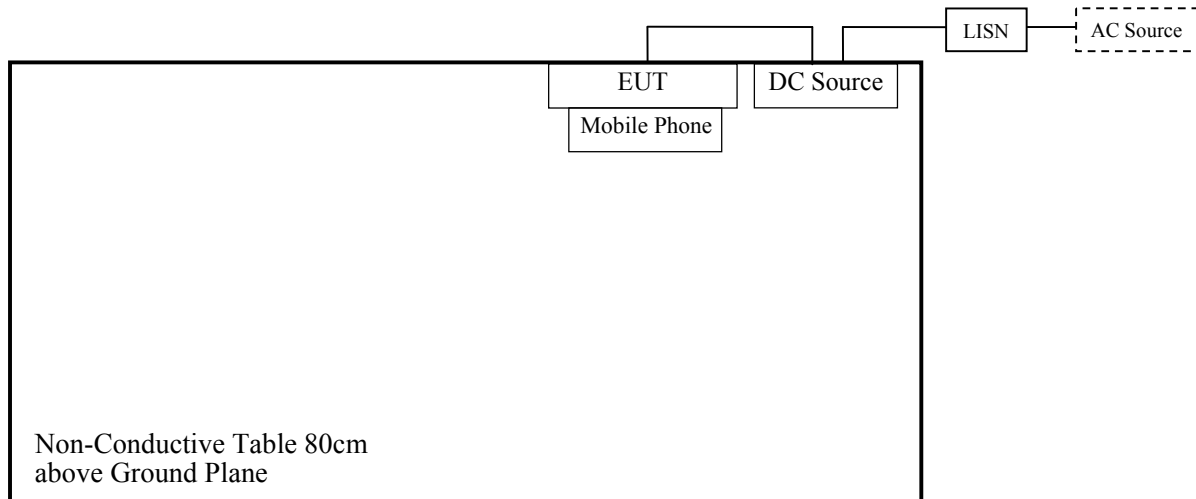 LISN
AC Source
EUT
DC Source
Mobile Phone
Non-Conductive Table 80cm
above Ground Plane